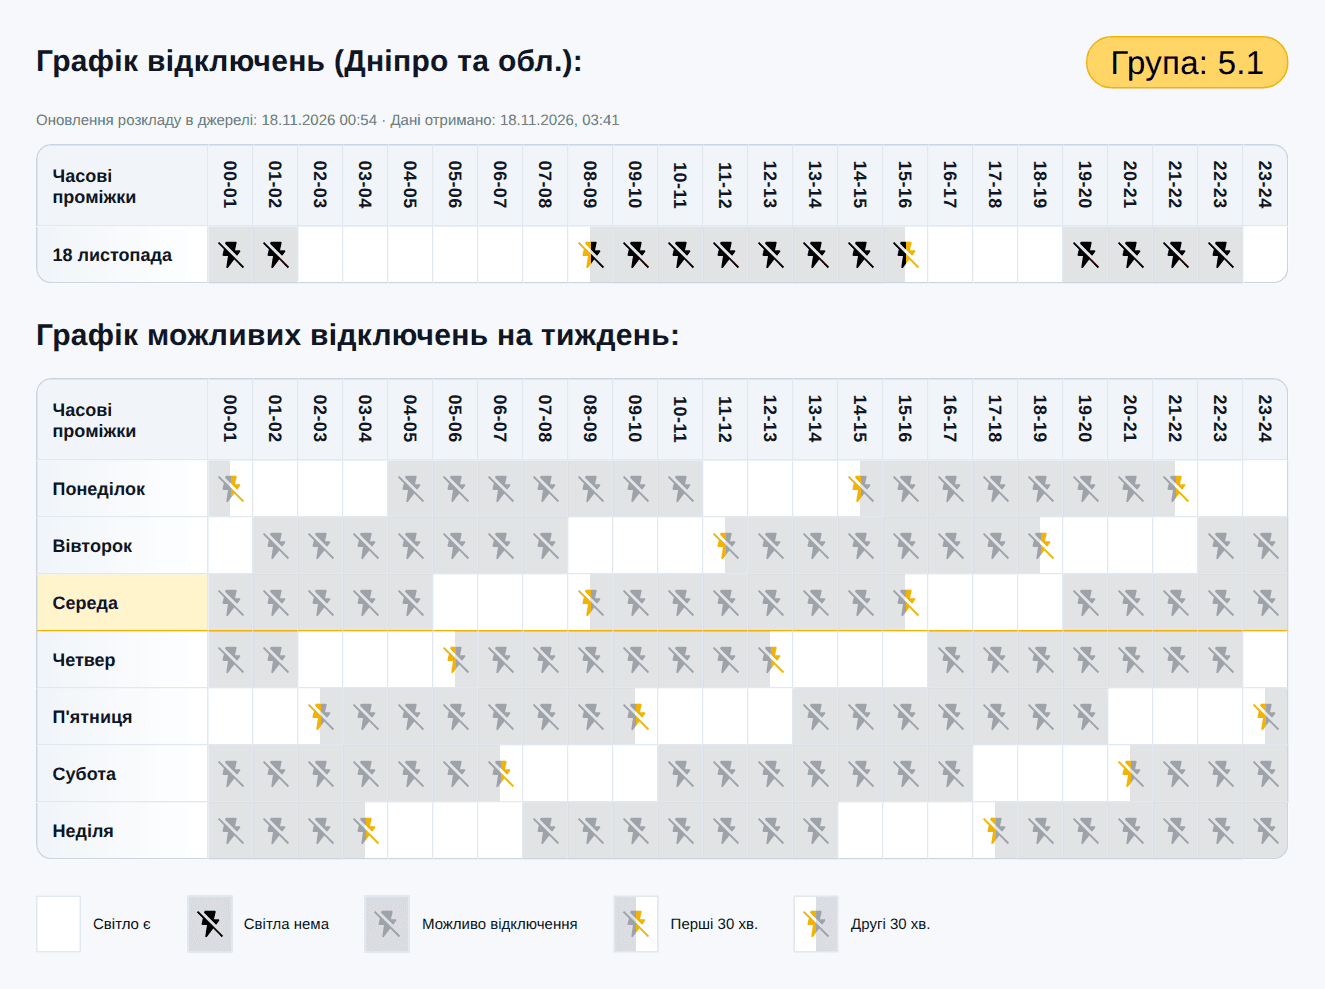 Графік відключень (Дніпро та обл.):
Група: 5.1
Оновлення розкладу в джерелі: 18.11.2026 00:54 · Дані отримано: 18.11.2026, 03:41
Часові
проміжки
00-01 01-02 02-03 03-04 04-05 05-06 06-07 07-08 08-09 09-10 10-11 11-12 12-13 13-14 14-15 15-16 16-17 17-18 18-19 19-20 20-21 21-22 22-23 23-24
18 листопада
Графік можливих відключень на тиждень:
Часові
проміжки
00-01 01-02 02-03 03-04 04-05 05-06 06-07 07-08 08-09 09-10 10-11 11-12 12-13 13-14 14-15 15-16 16-17 17-18 18-19 19-20 20-21 21-22 22-23 23-24
Понеділок
Вівторок
Середа
Четвер
П'ятниця
Субота
Неділя
Світло є
Світла нема
Можливо відключення
Перші 30 хв.
Другі 30 хв.